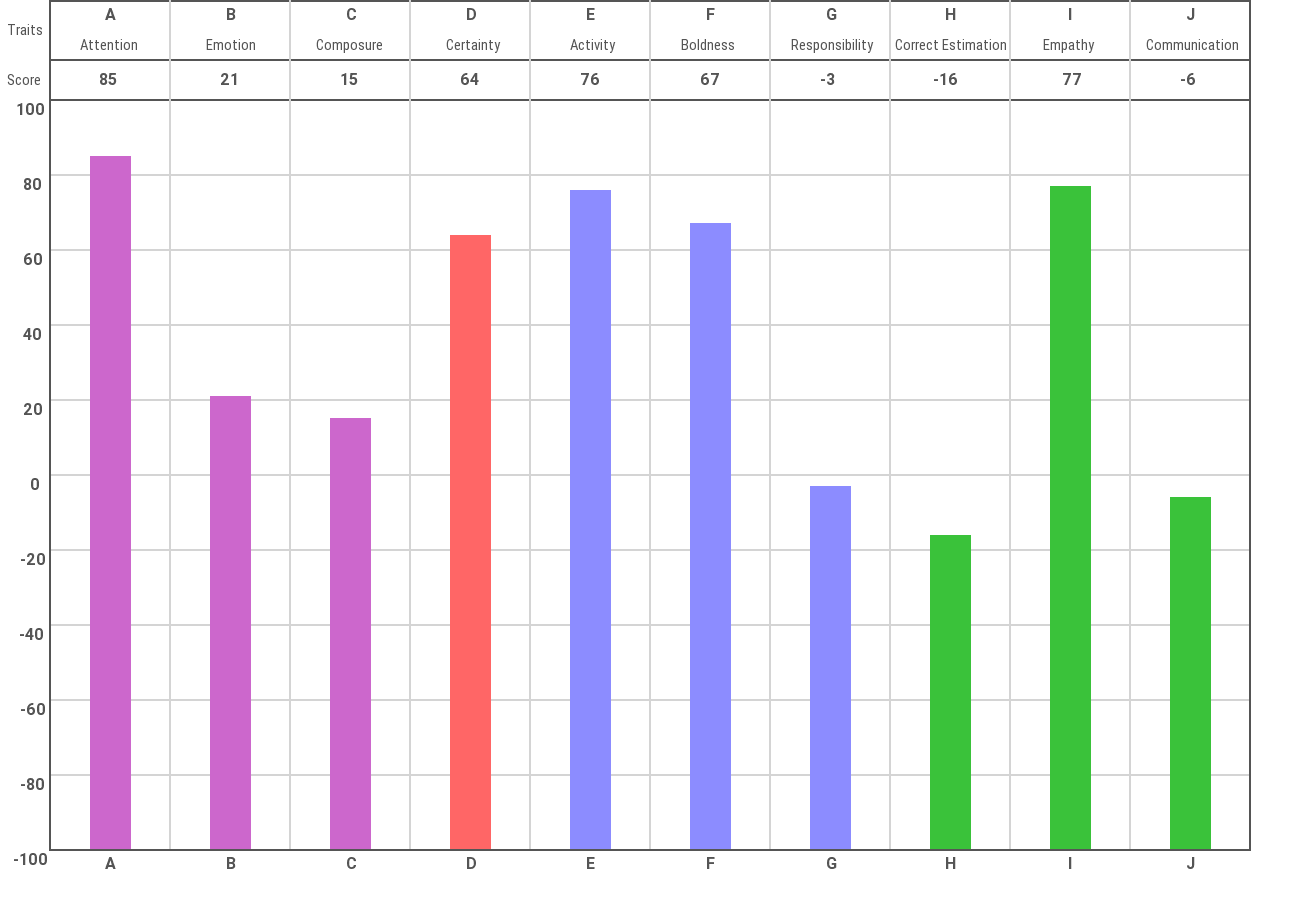 A B C D E F G H I J
Traits
Attention Emotion Composure Certainty Activity Boldness Responsibility Correct Estimation Empathy Communication
Score 85 21 15 64 76 67 -3 -16 77 -6
100
80
60
40
20
0
-20
-40
-60
-80
-100
A B C D E F G H I J